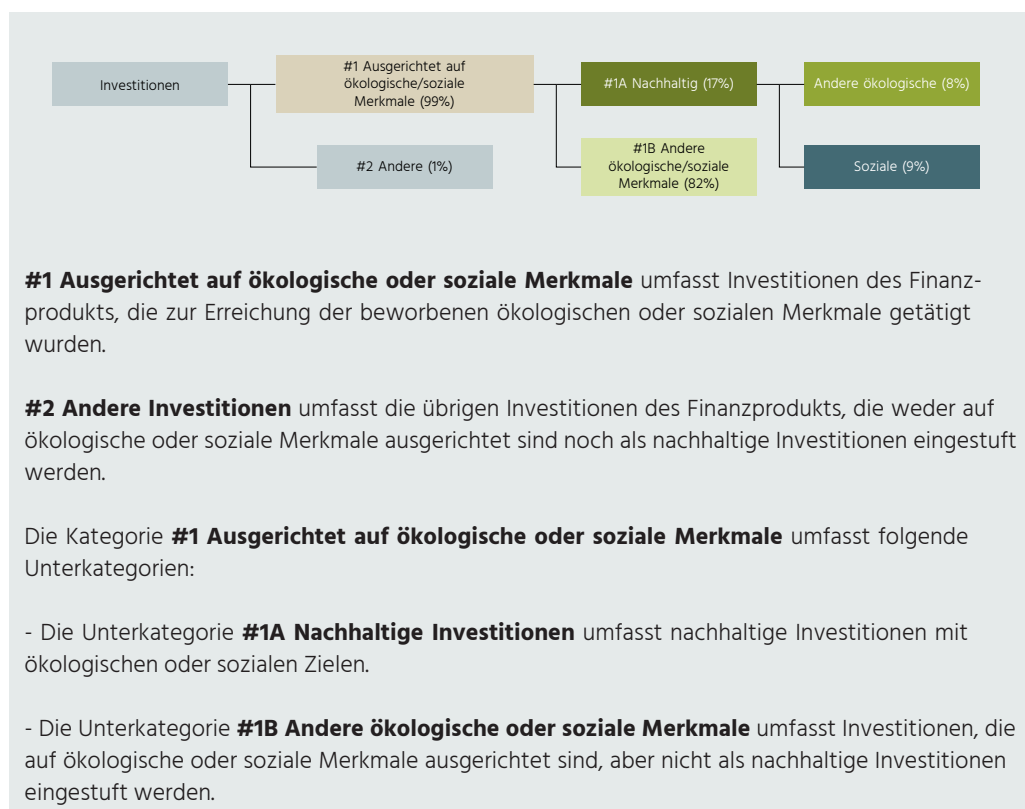 Investitionen
#1 Ausgerichtet auf
ökologische/soziale
Merkmale (99%)
#1A Nachhaltig (17%)
Andere ökologische (8%)
#2 Andere (1%)
#1B Andere
ökologische/soziale
Merkmale (82%)
Soziale (9%)
#1 Ausgerichtet auf ökologische oder soziale Merkmale umfasst Investitionen des Finanz-
produkts, die zur Erreichung der beworbenen ökologischen oder sozialen Merkmale getätigt
wurden.
#2 Andere Investitionen umfasst die übrigen Investitionen des Finanzprodukts, die weder auf
ökologische oder soziale Merkmale ausgerichtet sind noch als nachhaltige Investitionen eingestuft
werden.
Die Kategorie #1 Ausgerichtet auf ökologische oder soziale Merkmale umfasst folgende
Unterkategorien:
- Die Unterkategorie #1A Nachhaltige Investitionen umfasst nachhaltige Investitionen mit
ökologischen oder sozialen Zielen.
- Die Unterkategorie #1B Andere ökologische oder soziale Merkmale umfasst Investitionen, die
auf ökologische oder soziale Merkmale ausgerichtet sind, aber nicht als nachhaltige Investitionen
eingestuft werden.